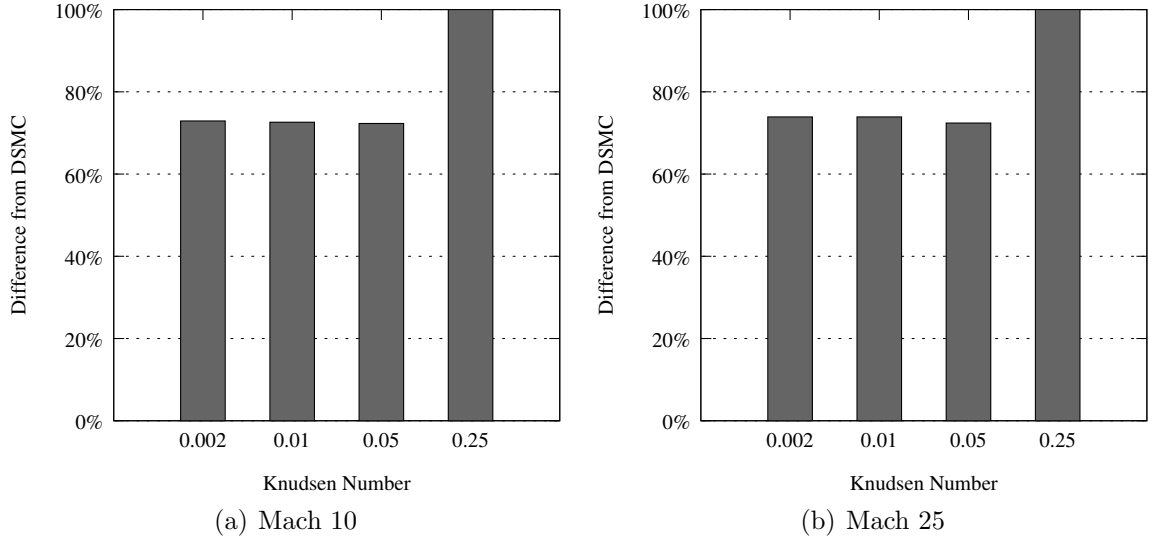 100%
80%
60%
40%
20%
0%
Difference from DSMC
0.002 0.01 0.05 0.25
Knudsen Number
(a) Mach 10
100%
80%
60%
40%
20%
0%
Difference from DSMC
0.002 0.01 0.05 0.25
Knudsen Number
(b) Mach 25